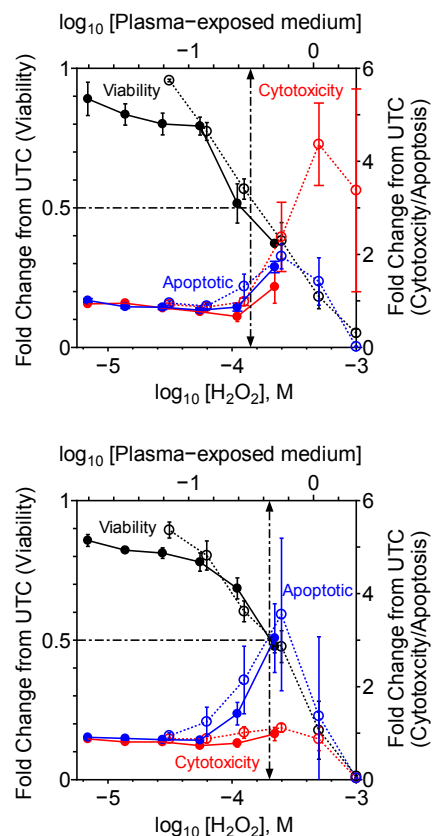 log₁₀ [Plasma−exposed medium]
−1 0
1 6
Viability Cytotoxicity
4
0.5
2
Apoptotic
0 0
−5 −4 −3
log₁₀ [H₂O₂], M
Fold Change from UTC (Viability)
Fold Change from UTC
(Cytotoxcity/Apoptosis)
log₁₀ [Plasma−exposed medium]
−1 0
1 6
Viability
Apoptotic
4
0.5
2
Cytotoxicity
0 0
−5 −4 −3
log₁₀ [H₂O₂], M
Fold Change from UTC (Viability)
Fold Change from UTC
(Cytotoxcity/Apoptosis)